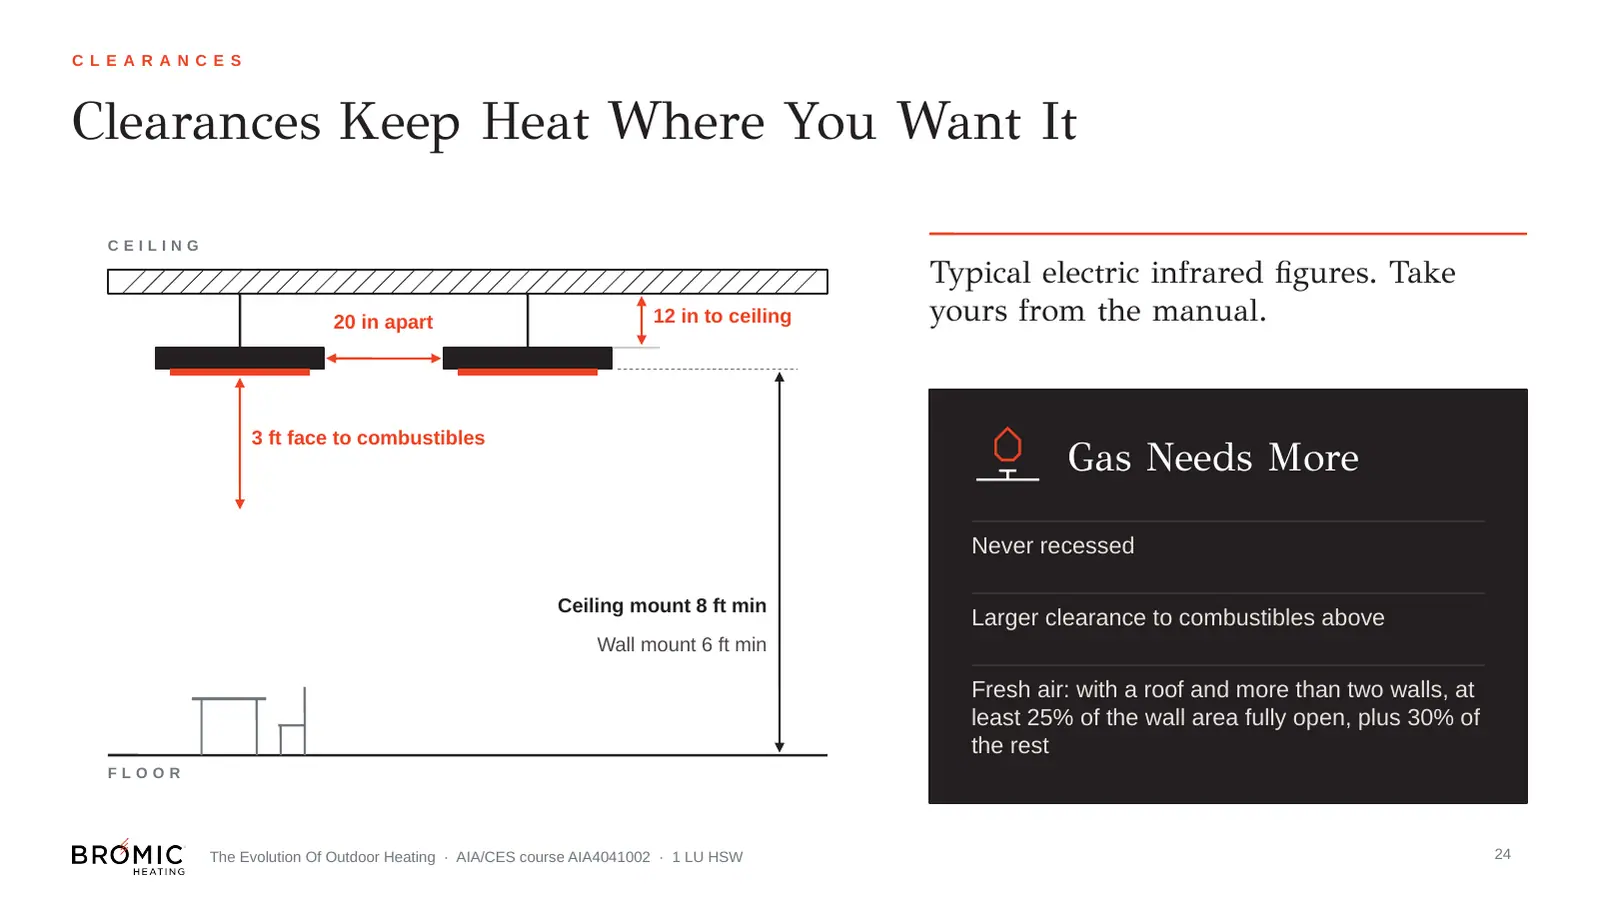 CLEARANCES
Clearances Keep Heat Where You Want It
CEILING
20 in apart
12 in to ceiling
3 ft face to combustibles
Ceiling mount 8 ft min
Wall mount 6 ft min
FLOOR
Typical electric infrared figures. Take
yours from the manual.
Gas Needs More
Never recessed
Larger clearance to combustibles above
Fresh air: with a roof and more than two walls, at
least 25% of the wall area fully open, plus 30% of
the rest
BROMIC
HEATING
The Evolution Of Outdoor Heating · AIA/CES course AIA4041002 · 1 LU HSW
24